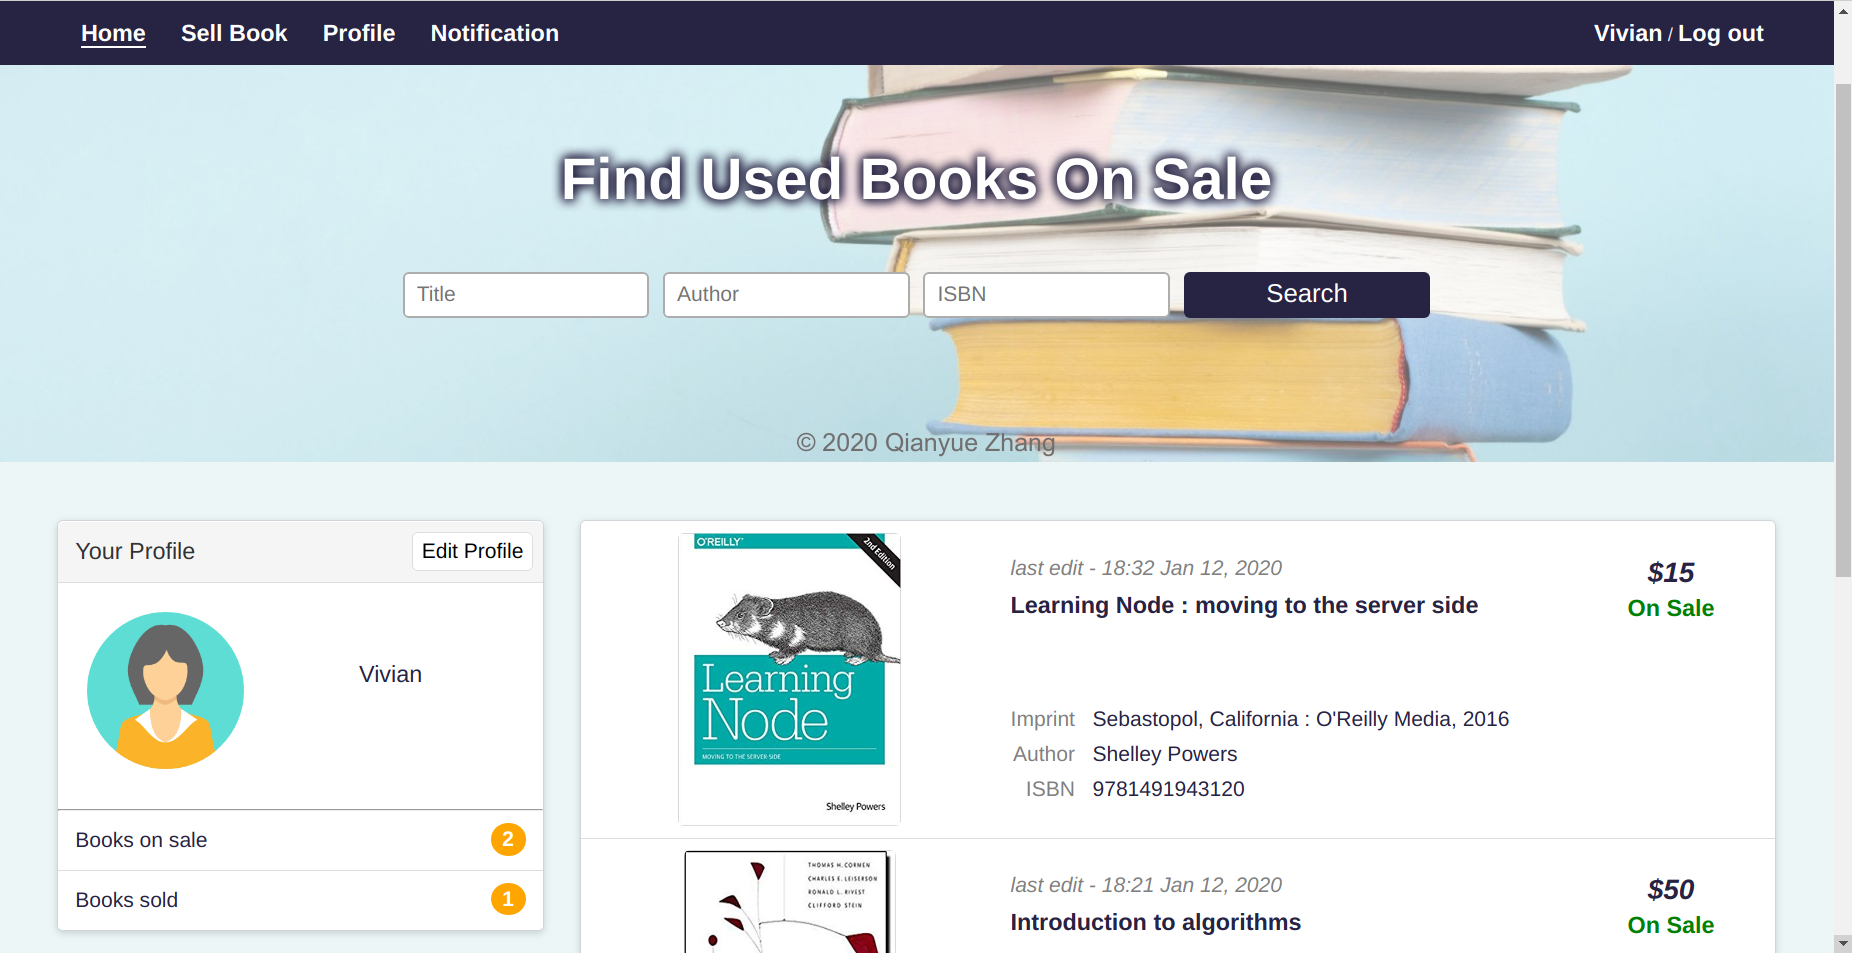 Home Sell Book Profile Notification Vivian / Log out
Find Used Books On Sale
Title Author ISBN Search
© 2020 Qianyue Zhang
Your Profile Edit Profile
Vivian
Books on sale 2
Books sold 1
O'REILLY
2nd Edition
Learning
Node
MOVING TO THE SERVER-SIDE
Shelley Powers
last edit - 18:32 Jan 12, 2020
Learning Node : moving to the server side
$15
On Sale
Imprint Sebastopol, California : O'Reilly Media, 2016
Author Shelley Powers
ISBN 9781491943120
THOMAS H. CORMEN
CHARLES E. LEISERSON
RONALD L. RIVEST
CLIFFORD STEIN
last edit - 18:21 Jan 12, 2020
Introduction to algorithms
$50
On Sale